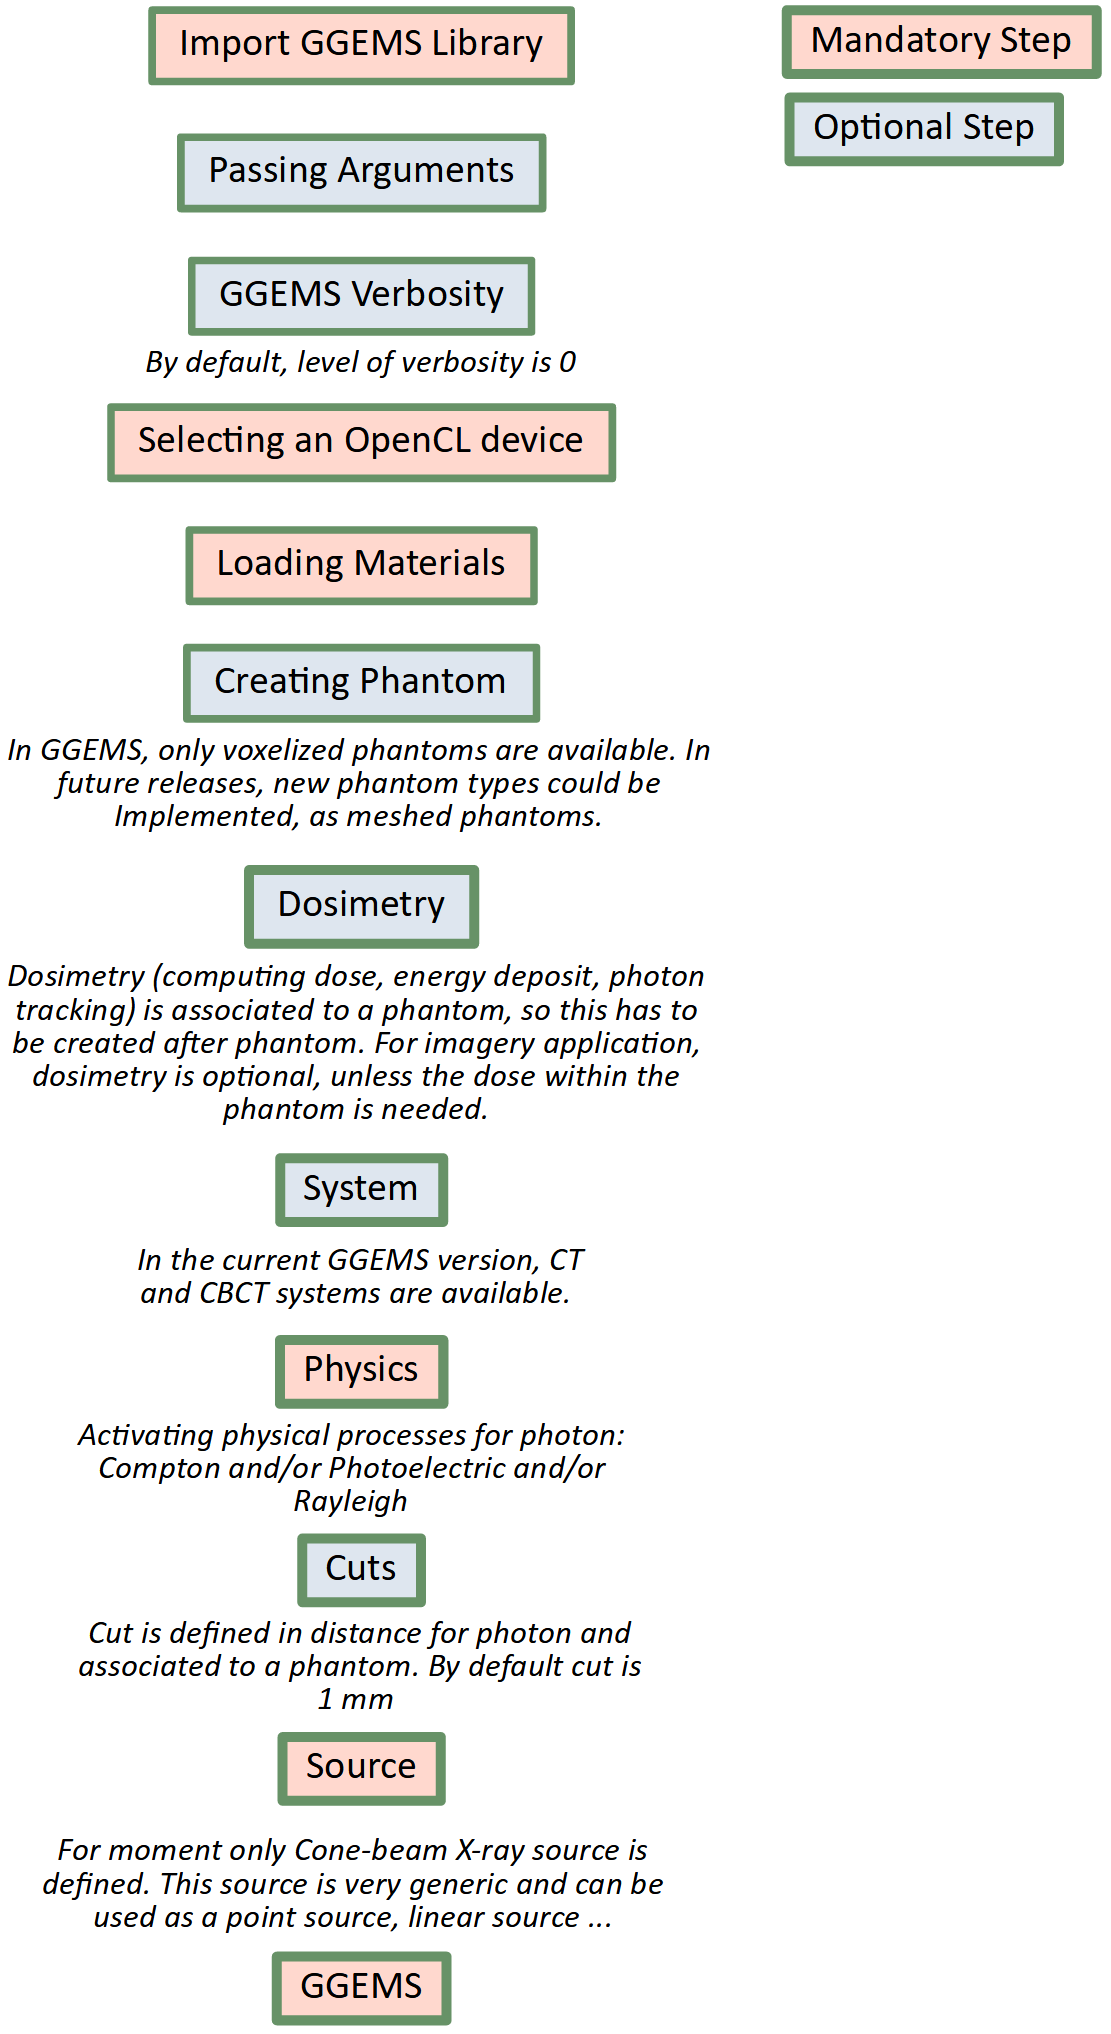 Import GGEMS Library
Mandatory Step
Optional Step
Passing Arguments
GGEMS Verbosity
By default, level of verbosity is 0
Selecting an OpenCL device
Loading Materials
Creating Phantom
In GGEMS, only voxelized phantoms are available. In
future releases, new phantom types could be
Implemented, as meshed phantoms.
Dosimetry
Dosimetry (computing dose, energy deposit, photon
tracking) is associated to a phantom, so this has to
be created after phantom. For imagery application,
dosimetry is optional, unless the dose within the
phantom is needed.
System
In the current GGEMS version, CT
and CBCT systems are available.
Physics
Activating physical processes for photon:
Compton and/or Photoelectric and/or
Rayleigh
Cuts
Cut is defined in distance for photon and
associated to a phantom. By default cut is
1 mm
Source
For moment only Cone-beam X-ray source is
defined. This source is very generic and can be
used as a point source, linear source ...
GGEMS